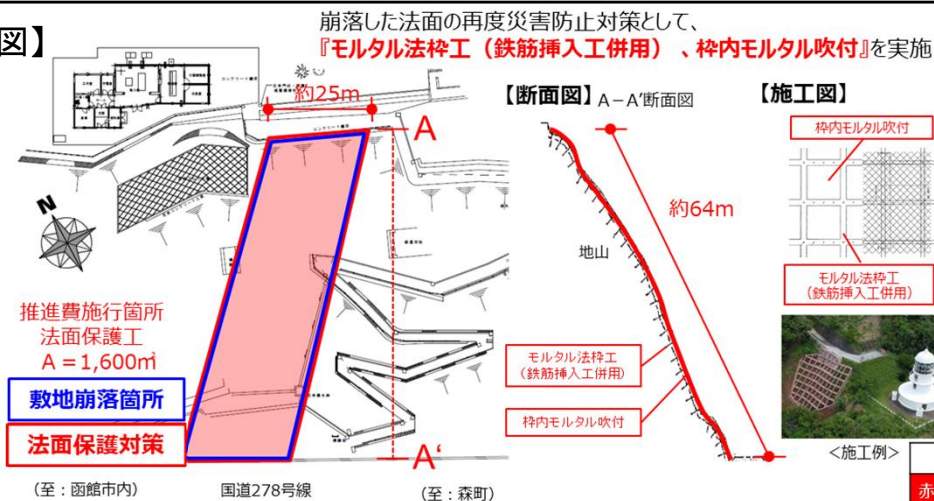 図】
崩落した法面の再度災害防止対策として、
『モルタル法枠工（鉄筋挿入工併用）、枠内モルタル吹付』を実施
約25m
A
【断面図】A－A’断面図
【施工図】
枠内モルタル吹付
約64m
地山
N
モルタル法枠工
（鉄筋挿入工併用）
推進費施行箇所
法面保護工
A＝1,600㎡
モルタル法枠工
（鉄筋挿入工併用）
敷地崩落箇所
枠内モルタル吹付
法面保護対策
A‘
＜施工例＞
（至：函館市内）
国道278号線
（至：森町）
赤